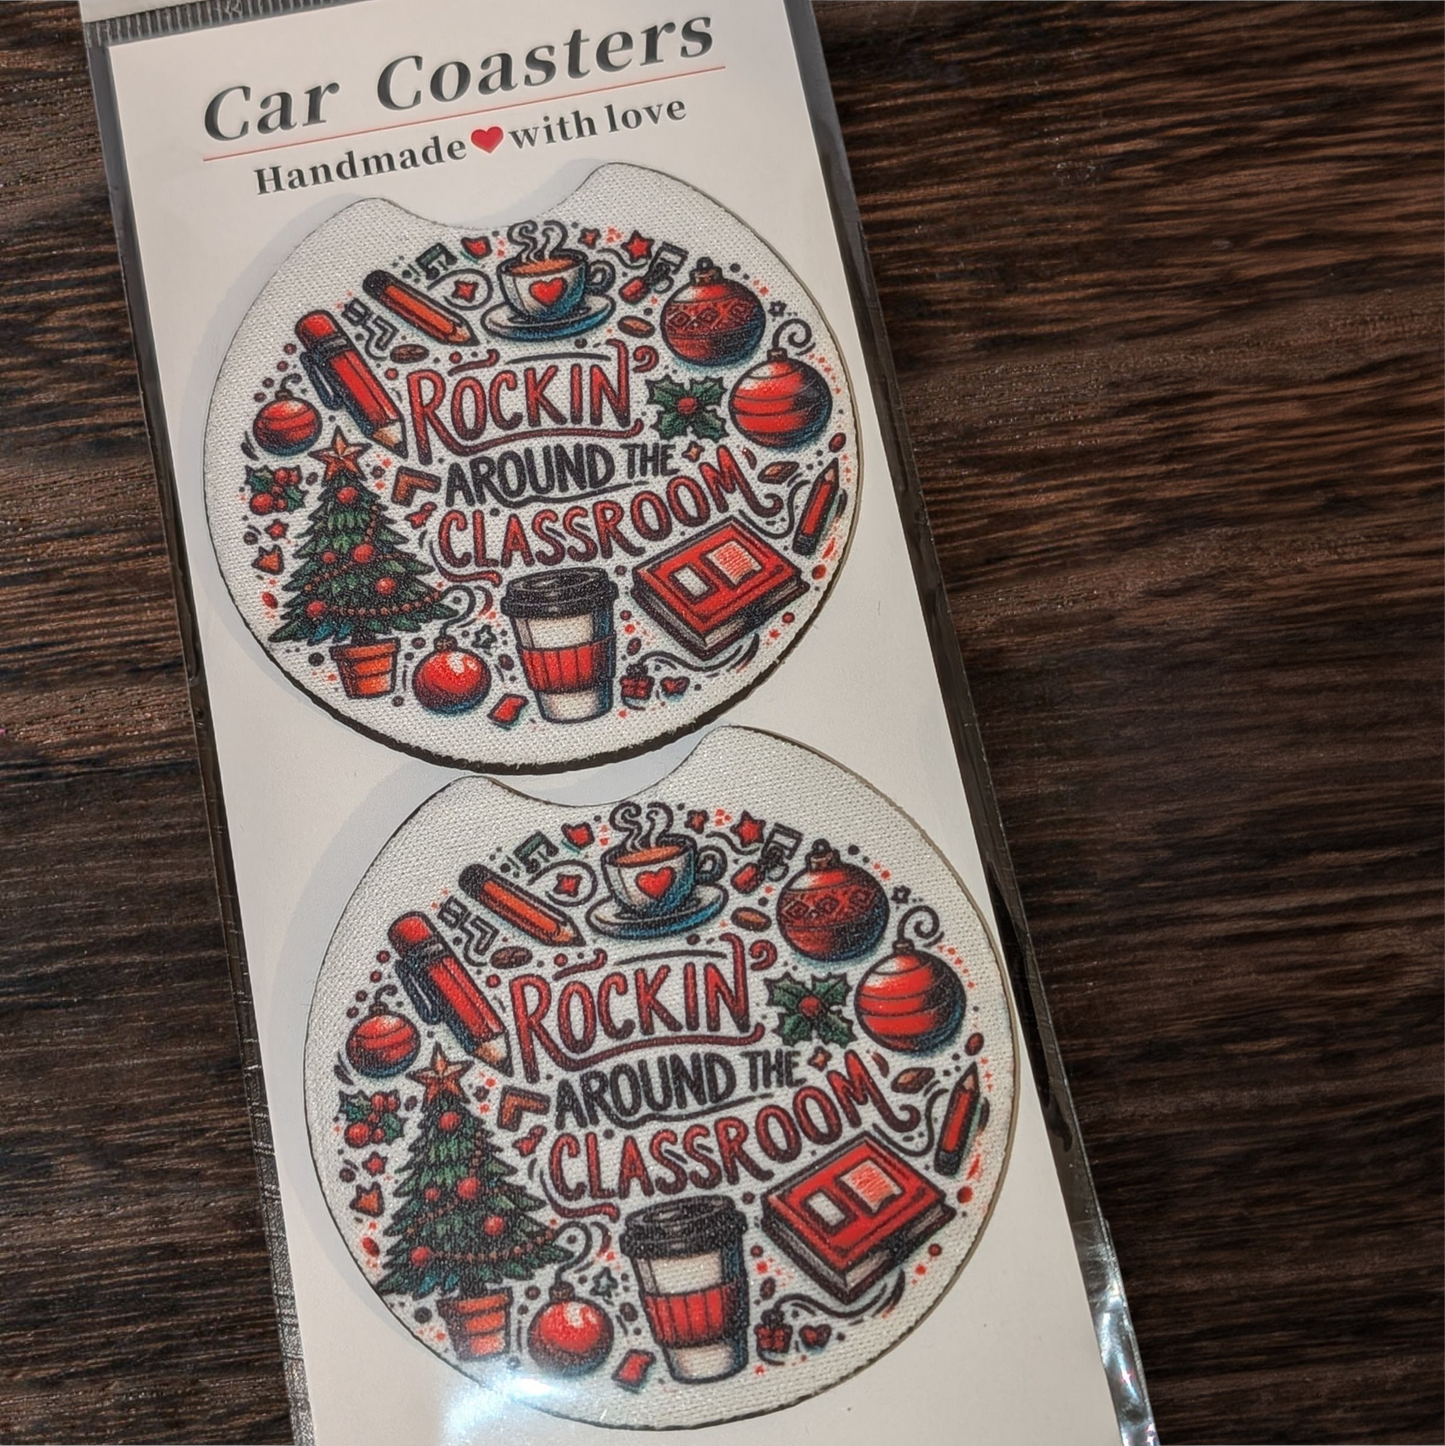 Car Coasters
Handmade ❤ with love
ROCKIN'
AROUND THE
CLASSROOM
ROCKIN'
AROUND THE
CLASSROOM